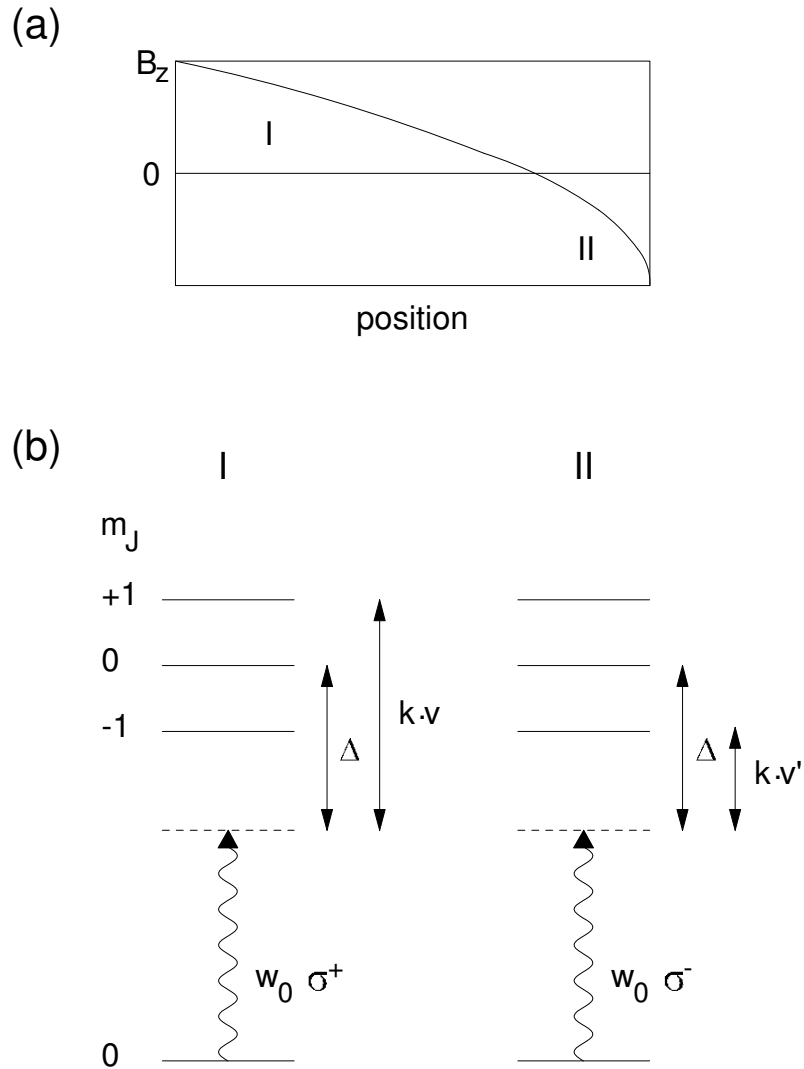 (a)
B_z
I
0
II
position
(b)
I II
m_J
+1
0
k·v
-1
Δ Δ
k·v'
w_0 σ^+ w_0 σ^-
0